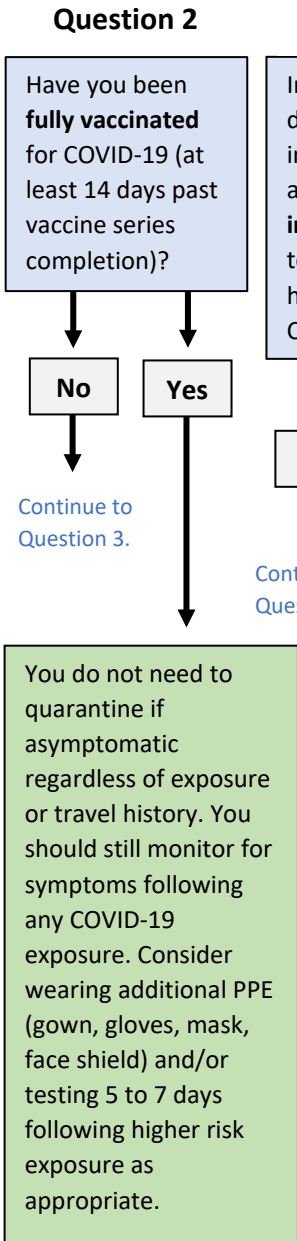 Question 2
Have you been
fully vaccinated
for COVID-19 (at
least 14 days past
vaccine series
completion)?
No
Yes
Continue to
Question 3.
You do not need to
quarantine if
asymptomatic
regardless of exposure
or travel history. You
should still monitor for
symptoms following
any COVID-19
exposure. Consider
wearing additional PPE
(gown, gloves, mask,
face shield) and/or
testing 5 to 7 days
following higher risk
exposure as
appropriate.